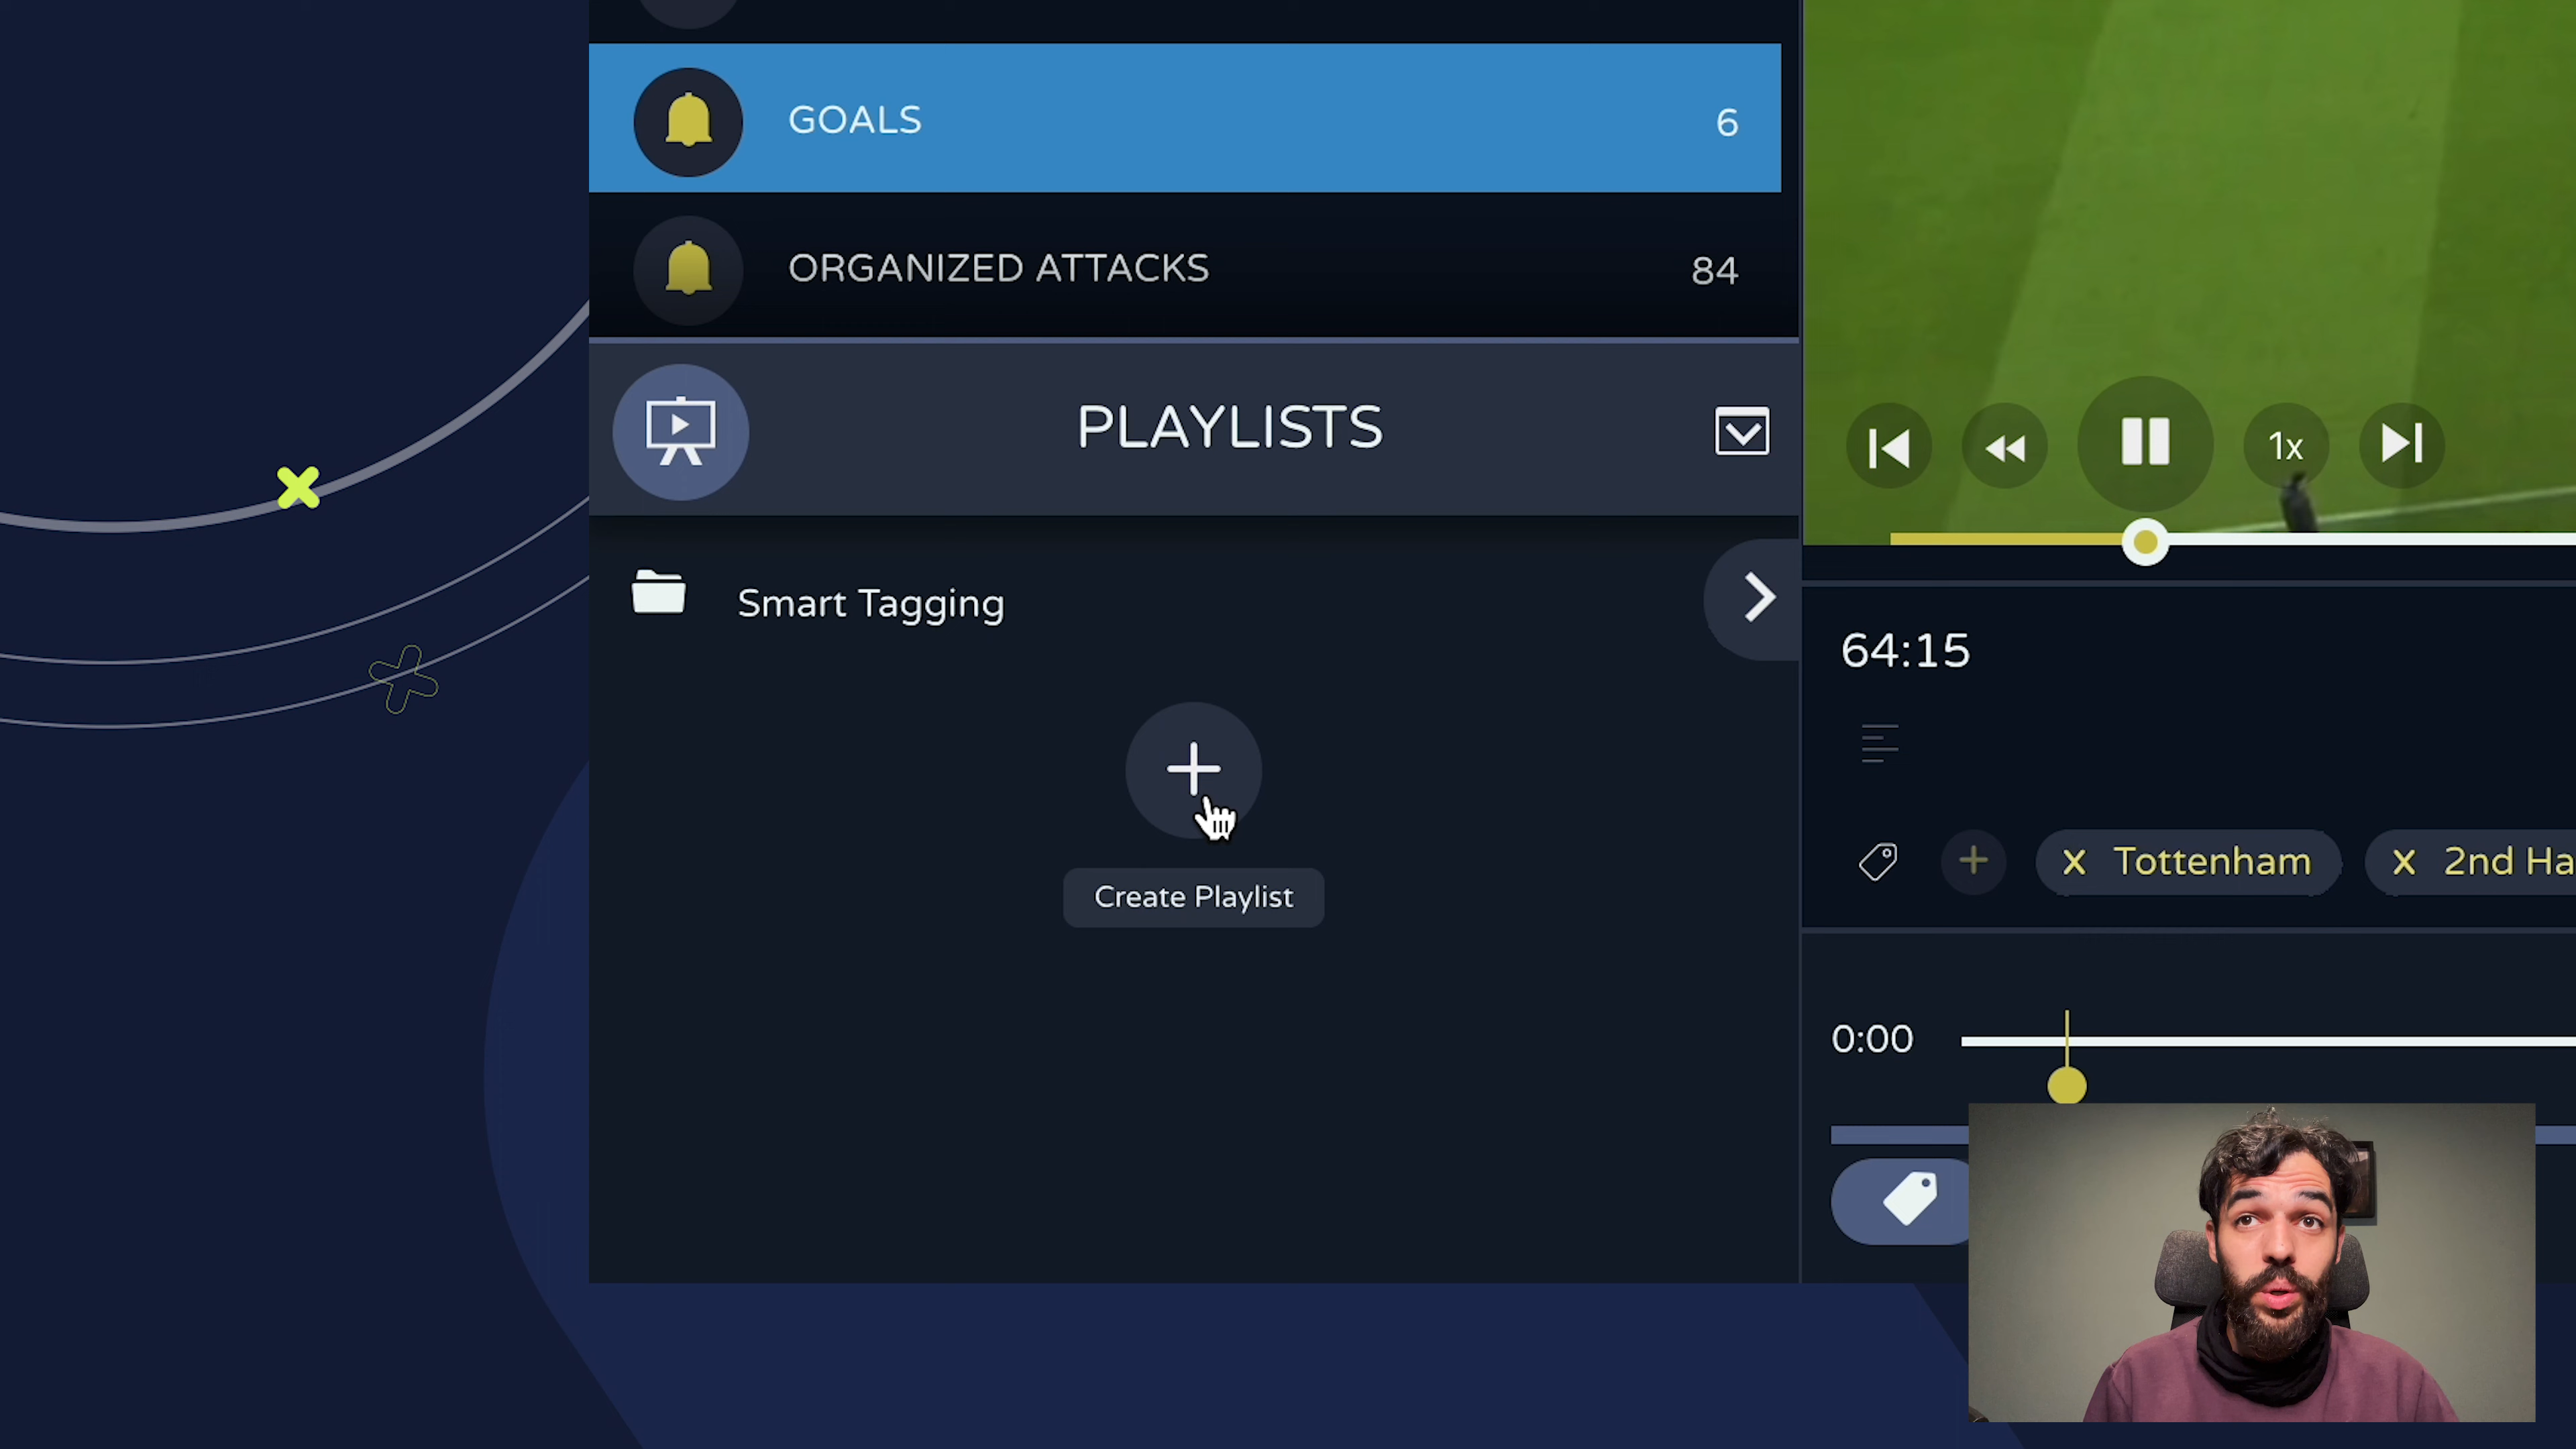 GOALS 6
ORGANIZED ATTACKS 84
PLAYLISTS
Smart Tagging
Create Playlist
1x
64:15
Tottenham
2nd Ha
0:00